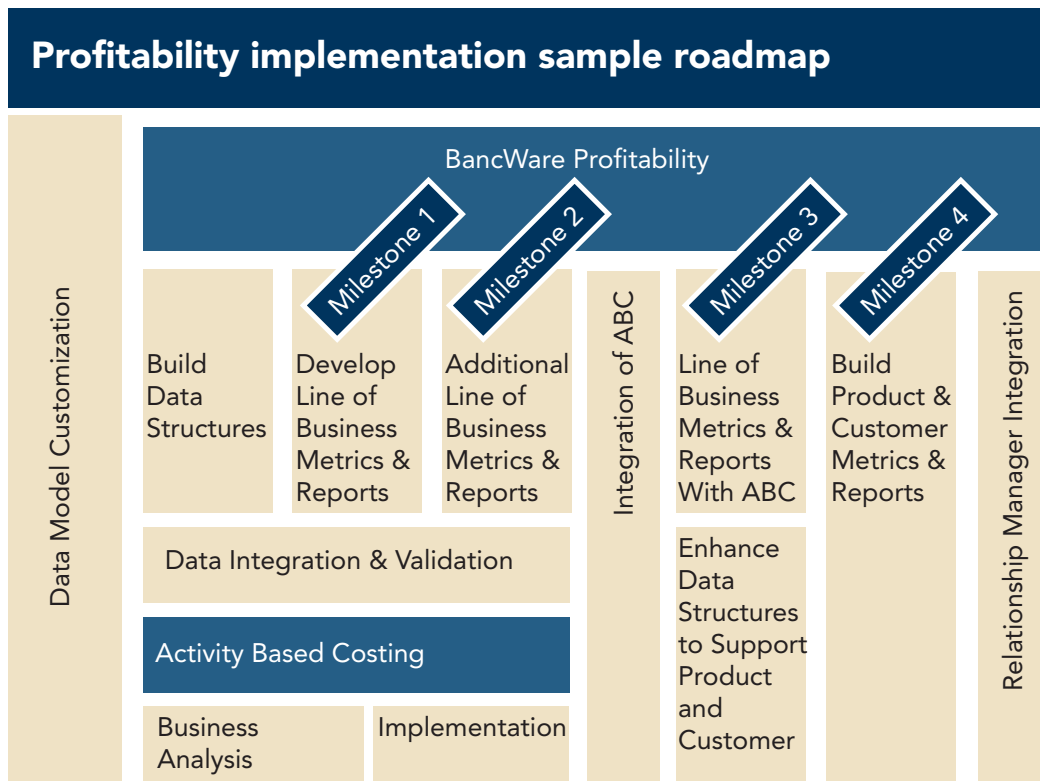 Profitability implementation sample roadmap
BancWare Profitability
Milestone 1
Milestone 2
Milestone 3
Milestone 4
Data Model Customization
Build
Data
Structures
Develop
Line of
Business
Metrics &
Reports
Additional
Line of
Business
Metrics &
Reports
Integration of ABC
Line of
Business
Metrics &
Reports
With ABC
Build
Product &
Customer
Metrics &
Reports
Relationship Manager Integration
Data Integration & Validation
Enhance
Data
Structures
to Support
Product
and
Customer
Activity Based Costing
Business
Analysis
Implementation